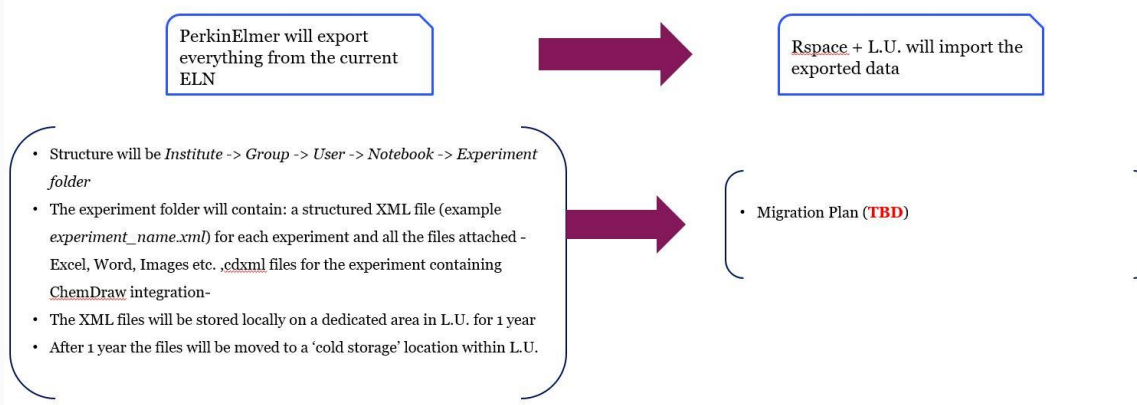 PerkinElmer will export
everything from the current
ELN
Rspace + L.U. will import the
exported data
• Structure will be Institute -> Group -> User -> Notebook -> Experiment
folder
• The experiment folder will contain: a structured XML file (example
experiment_name.xml) for each experiment and all the files attached -
Excel, Word, Images etc. ,cdxml files for the experiment containing
ChemDraw integration-
• The XML files will be stored locally on a dedicated area in L.U. for 1 year
• After 1 year the files will be moved to a ‘cold storage’ location within L.U.
• Migration Plan (TBD)